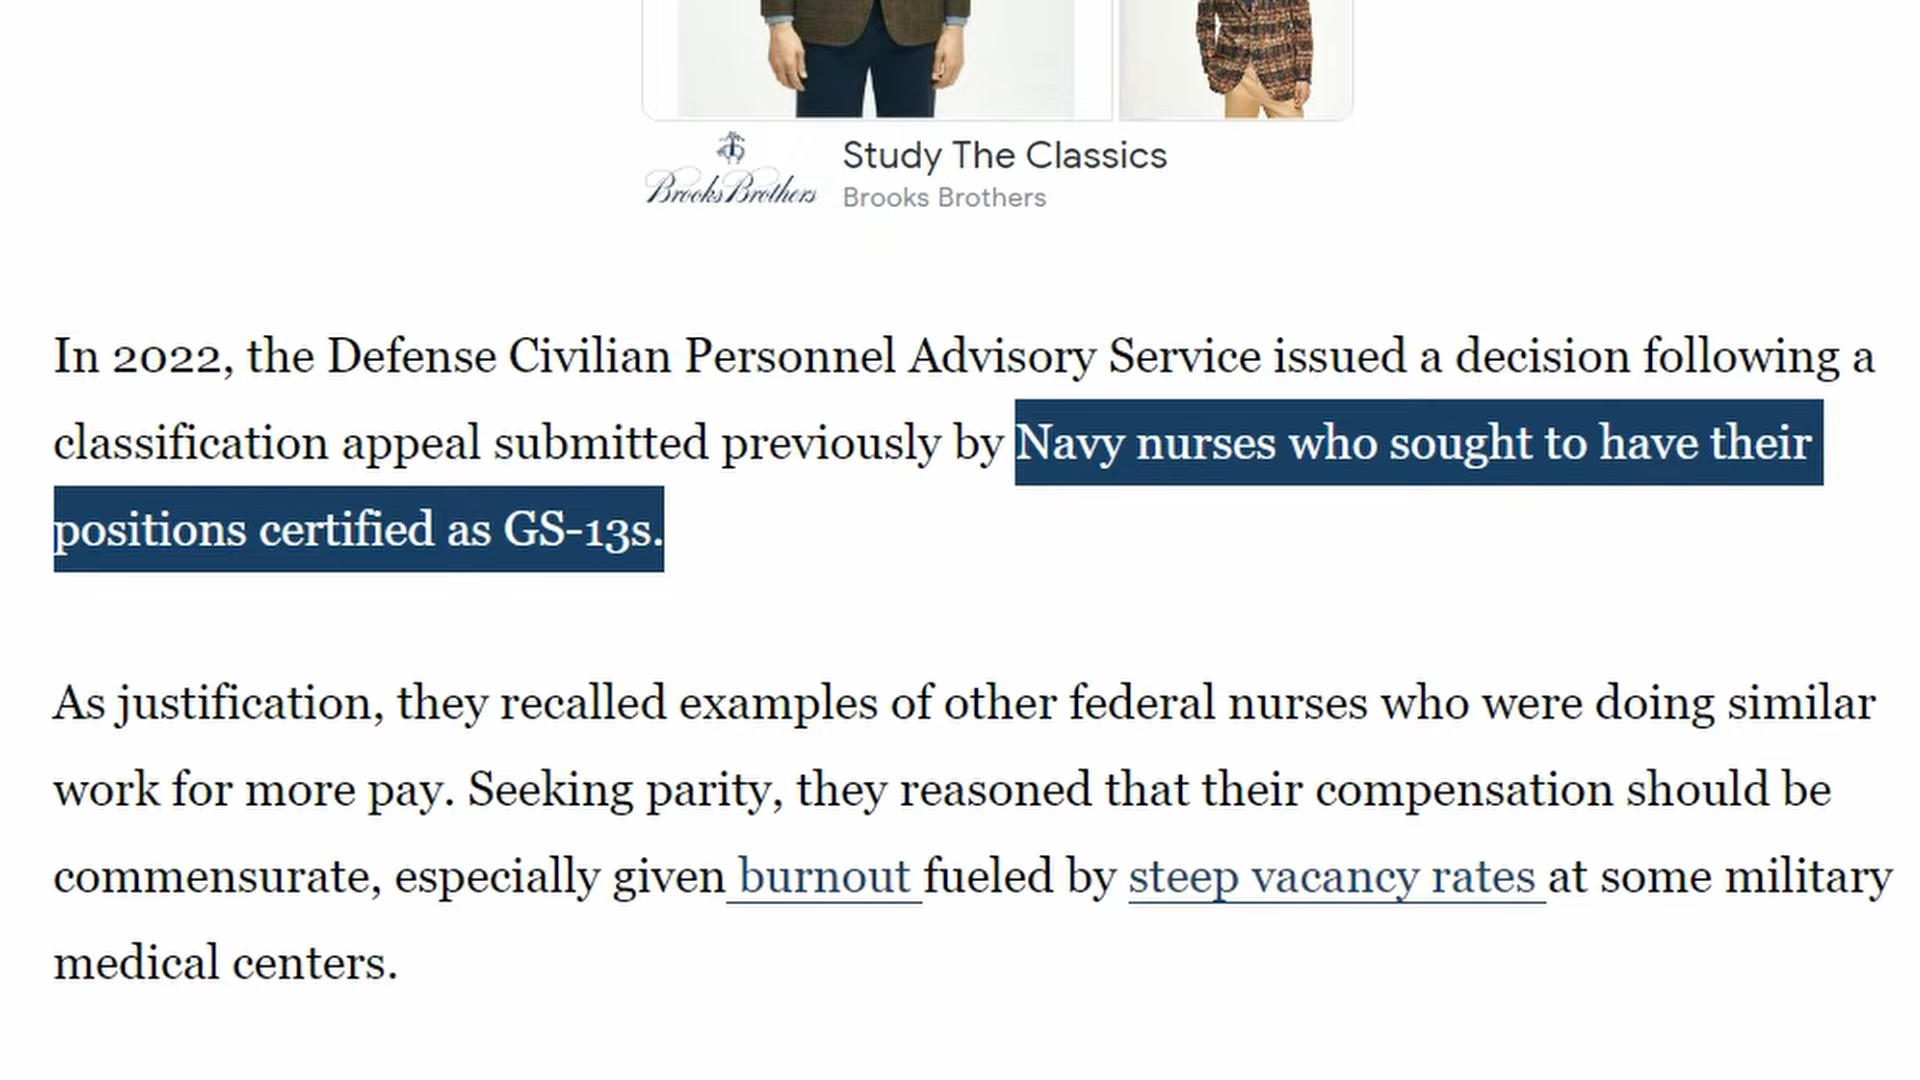 Brooks Brothers
Study The Classics
Brooks Brothers
In 2022, the Defense Civilian Personnel Advisory Service issued a decision following a
classification appeal submitted previously by Navy nurses who sought to have their
positions certified as GS-13s.
As justification, they recalled examples of other federal nurses who were doing similar
work for more pay. Seeking parity, they reasoned that their compensation should be
commensurate, especially given burnout fueled by steep vacancy rates at some military
medical centers.